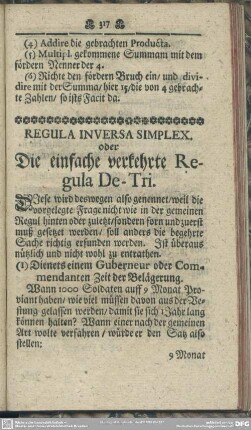 317
(4) Addire die gebrachten Producta.
(5) Multipl. gekommene Summam mit dem
fördern Nenner der 4.
(6) Richte den fördern Bruch ein/ und divi-
dire mit der Summa/ hier 15/ die von 4 gebrach-
te Zahlen/ so ists Facit da.
REGULA INVERSA SIMPLEX.
oder
Die einfache verkehrte Re-
gula De-Tri.
Diese wird deswegen also genennet/ weil die
vorgelegte Frage nicht wie in der gemeinen
Regul hinten oder zuletzt/ sondern forn und zuerst
muß gesetzt werden/ soll anders die begehrte
Sache richtig erfunden werden. Ist überaus
nützlich und nicht wohl zu entrathen.
(1) Dienets einem Guberneur oder Com-
mendanten Zeit der Belägerung.
Wann 1000 Soldaten auff 9 Monat Pro-
viant haben/ wie viel müssen davon aus der Ve-
stung gelassen werden/ damit sie sich 1 Jahr lang
können halten? Wann einer nach der gemeinen
Art wolte verfahren/ würde er den Satz also
stellen:
9 Monat